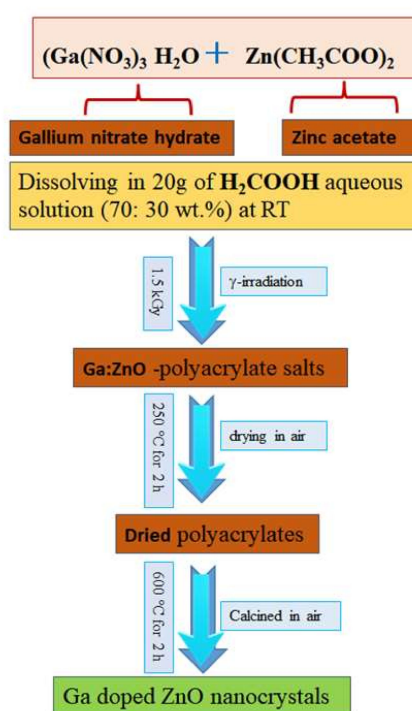 (Ga(NO₃)₃ H₂O + Zn(CH₃COO)₂
Gallium nitrate hydrate Zinc acetate
Dissolving in 20g of H₂COOH aqueous
solution (70: 30 wt.%) at RT
1.5 kGy γ-irradiation
Ga:ZnO -polyacrylate salts
250 °C for 2 h drying in air
Dried polyacrylates
600 °C for 2 h Calcined in air
Ga doped ZnO nanocrystals